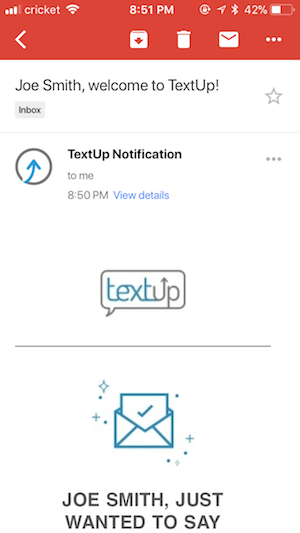 cricket 8:51 PM 42%
Joe Smith, welcome to TextUp!
Inbox
TextUp Notification
to me
8:50 PM View details
textup
JOE SMITH, JUST
WANTED TO SAY